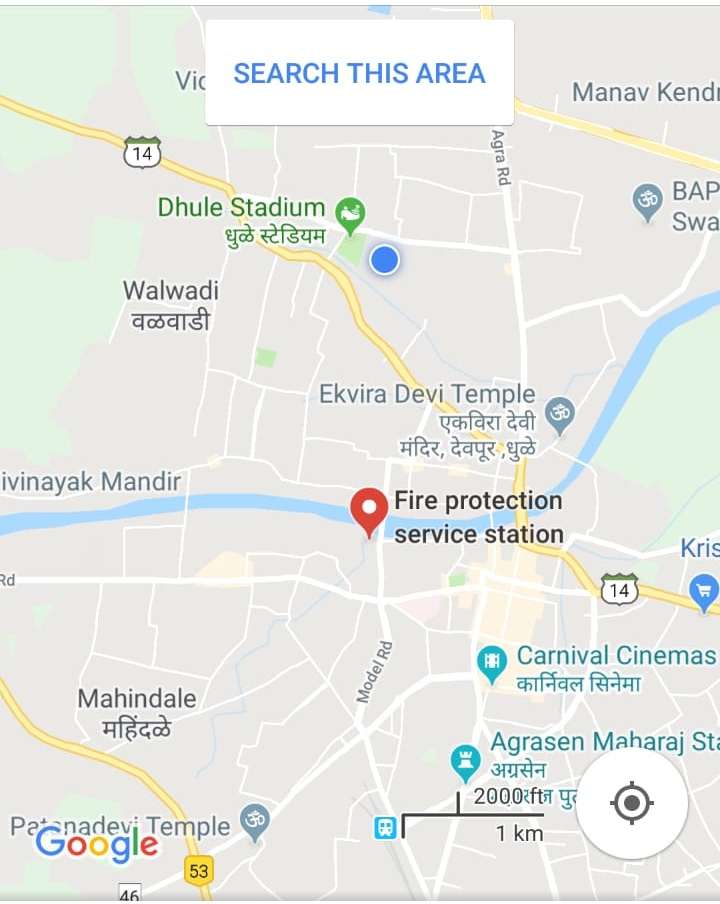 SEARCH THIS AREA
Vic
Manav Kendr
14
Agra Rd
Dhule Stadium
धुळे स्टेडियम
BAP
Swa
Walwadi
वळवाडी
Ekvira Devi Temple
एकविरा देवी
मंदिर, देवपूर ,धुळे
ivinayak Mandir
Fire protection
service station
Kris
Rd
14
Model Rd
Carnival Cinemas
कार्निवल सिनेमा
Mahindale
महिंदळे
Agrasen Maharaj Sta
अग्रसेन
2000 ft
1 km
Patanadevi Temple
Google
53
46